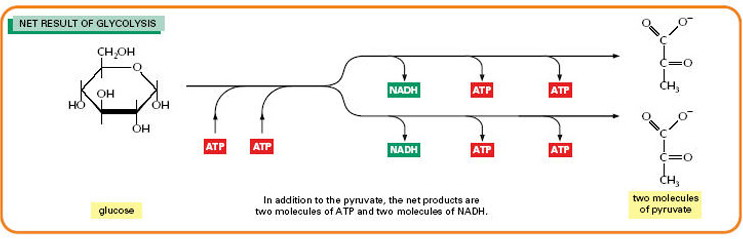 NET RESULT OF GLYCOLYSIS
CH2OH
O
OH
HO
OH
OH
glucose
ATP
ATP
NADH
ATP
ATP
NADH
ATP
ATP
O
O–
C
C=O
CH3
O
O–
C
C=O
CH3
In addition to the pyruvate, the net products are
two molecules of ATP and two molecules of NADH.
two molecules
of pyruvate